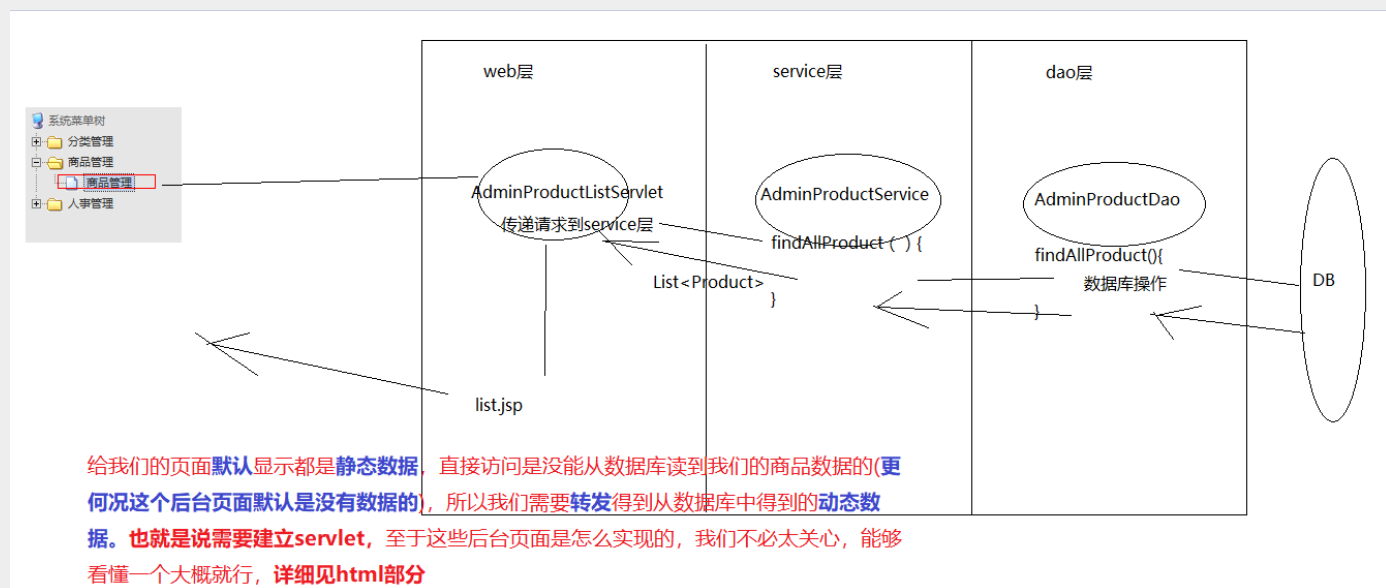 web层
service层
dao层
系统菜单树
分类管理
商品管理
商品管理
人事管理
AdminProductListServlet
传递请求到service层
AdminProductService
findAllProduct（ ）{
List<Product>
}
AdminProductDao
findAllProduct(){
数据库操作
}
DB
list.jsp
给我们的页面默认显示都是静态数据，直接访问是没能从数据库读到我们的商品数据的(更
何况这个后台页面默认是没有数据的)，所以我们需要转发得到从数据库中得到的动态数
据。也就是说需要建立servlet，至于这些后台页面是怎么实现的，我们不必太关心，能够
看懂一个大概就行，详细见html部分